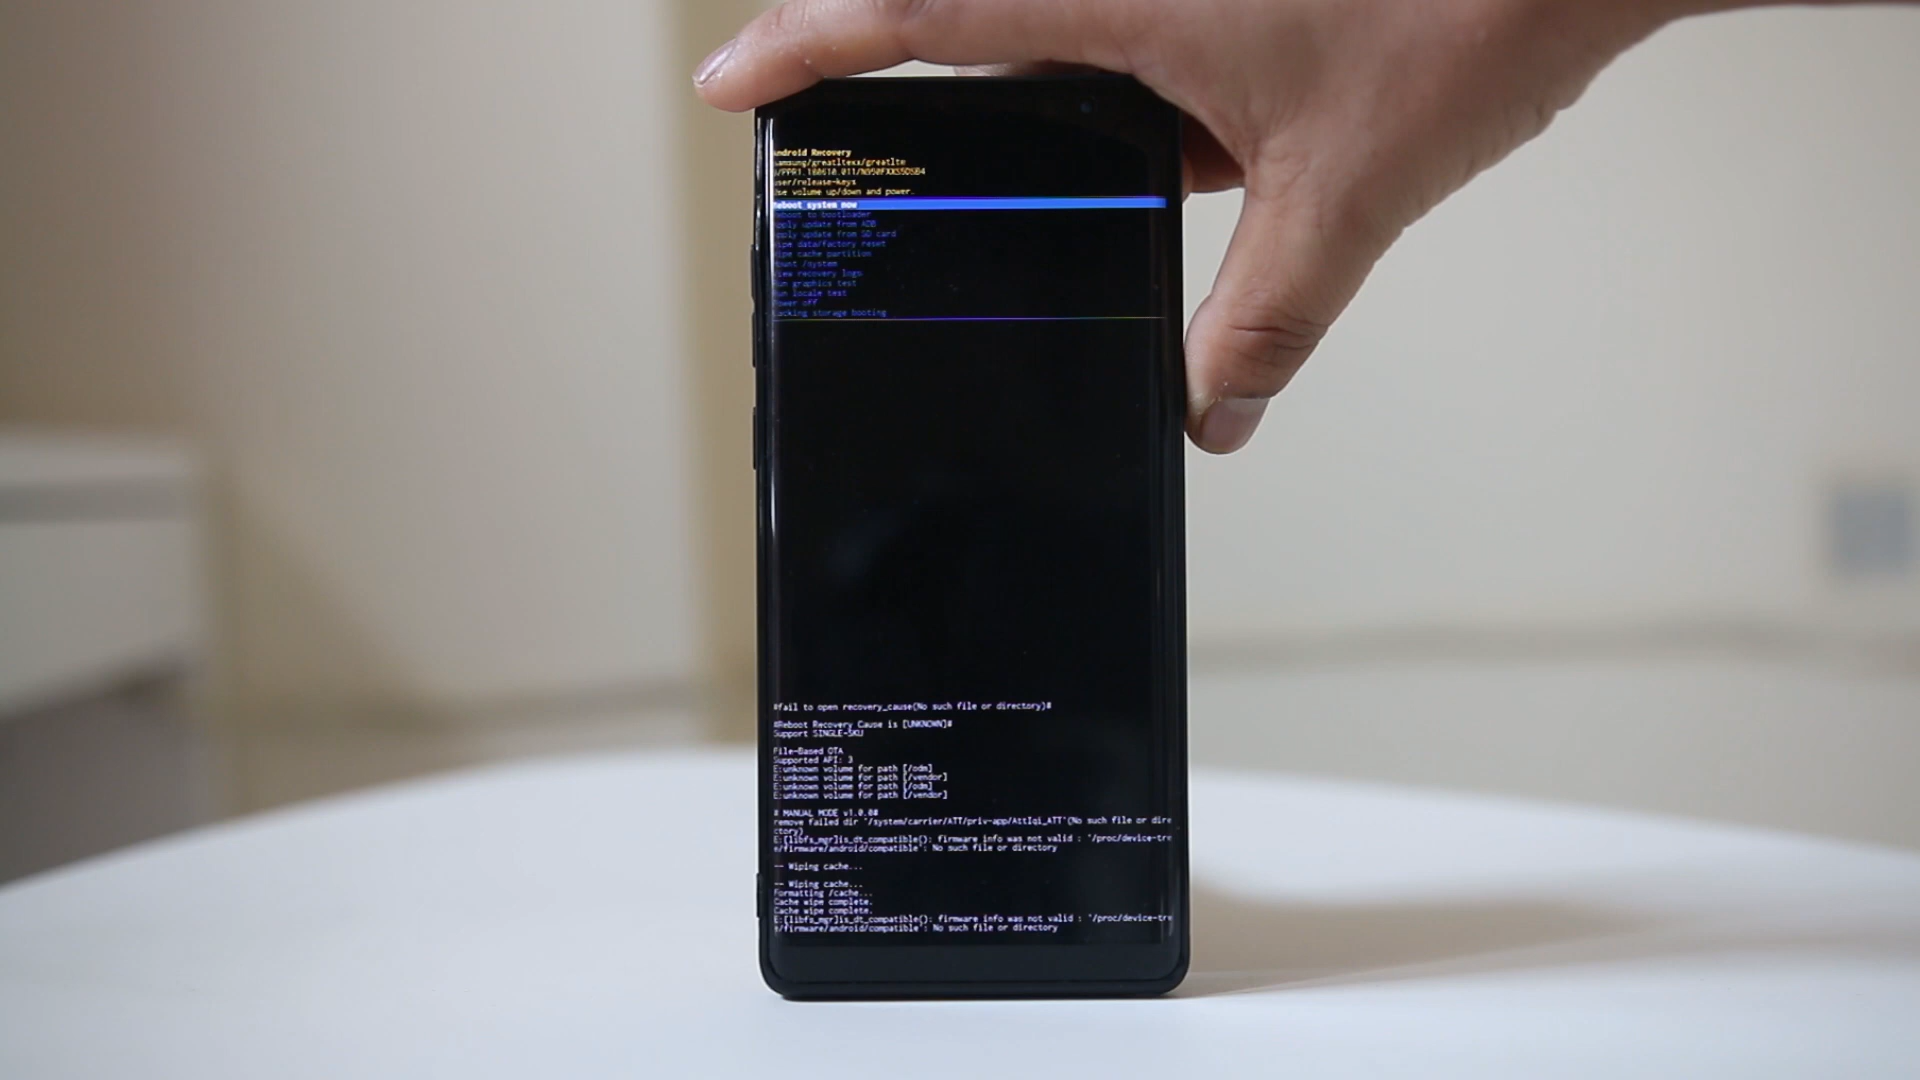 Android Recovery
samsung/greatltexx/greatlte
9/PPR1.180610.011/N950FXXS5DSB4
user/release-keys
Use volume up/down and power.
Reboot system now
Reboot to bootloader
Apply update from ADB
Apply update from SD card
Wipe data/factory reset
Wipe cache partition
Mount /system
View recovery logs
Run graphics test
Run locale test
Power off
Lacking storage booting
#fail to open recovery_cause(No such file or directory)#
#Reboot Recovery Cause is [UNKNOWN]#
Support SINGLE-SKU
File-Based OTA
Supported API: 3
E:unknown volume for path [/odm]
E:unknown volume for path [/vendor]
E:unknown volume for path [/odm]
E:unknown volume for path [/vendor]
# MANUAL MODE v1.0.0#
remove failed dir '/system/carrier/ATT/priv-app/AttIqi_ATT'(No such file or dire
ctory)
E:[libfs_mgr]is_dt_compatible(): firmware info was not valid : '/proc/device-tre
e/firmware/android/compatible': No such file or directory
-- Wiping cache...
-- Wiping cache...
Formatting /cache...
Cache wipe complete.
Cache wipe complete.
E:[libfs_mgr]is_dt_compatible(): firmware info was not valid : '/proc/device-tre
e/firmware/android/compatible': No such file or directory